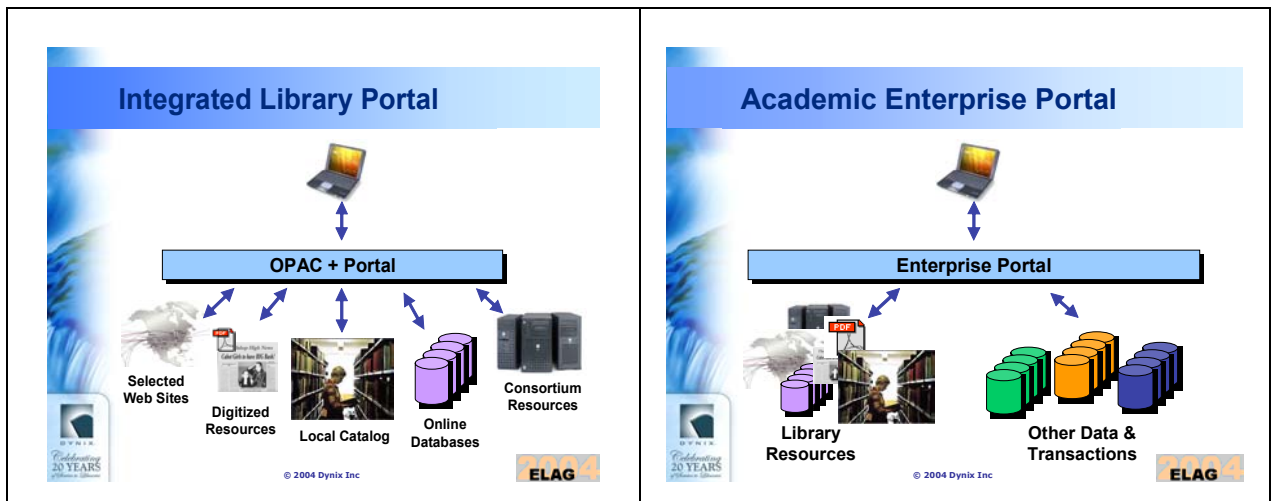 Integrated Library Portal
OPAC + Portal
PDF
Selected
Web Sites
Digitized
Resources
Local Catalog
Online
Databases
Consortium
Resources
DYNIX
Celebrating
20 YEARS
© 2004 Dynix Inc
2004
ELAG
Academic Enterprise Portal
Enterprise Portal
PDF
Library
Resources
Other Data &
Transactions
DYNIX
Celebrating
20 YEARS
© 2004 Dynix Inc
2004
ELAG